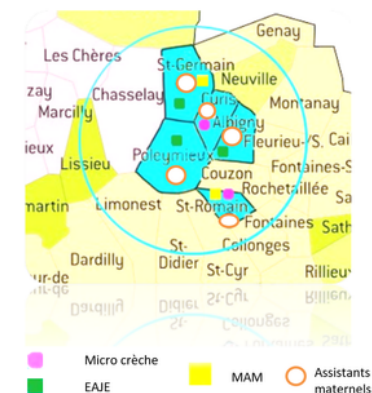 Genay
Les Chères
St-Germain
Neuville
zay
Chasselay
Curis
Montanay
Marcilly
Albigny
ieux
Fleurieu-/S.
Cai
Lissieu
Poleymieux
Couzon
Fontaines-S
Rochetaillée
Sa
martin
Limonest
St-Romain
Fontaines
Sath
St-
Didier
Collonges
Dardilly
St-Cyr
Rillieux
ur-de
Micro crèche
EAJE
MAM
Assistants
maternels